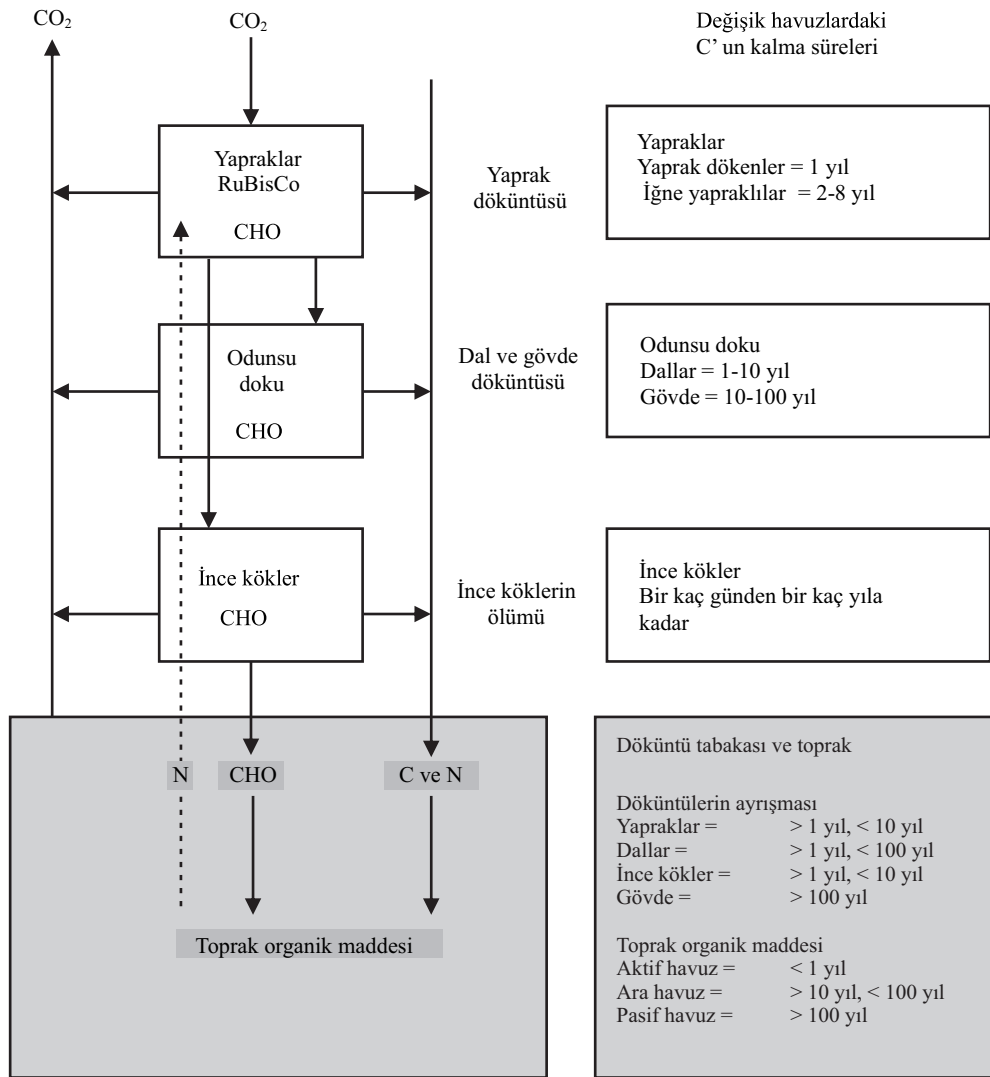 CO₂
CO₂
Değişik havuzlardaki
C’ un kalma süreleri
Yapraklar
RuBisCo
CHO
Yaprak
döküntüsü
Yapraklar
Yaprak dökenler = 1 yıl
İğne yapraklılar = 2-8 yıl
Odunsu
doku
CHO
Dal ve gövde
döküntüsü
Odunsu doku
Dallar = 1-10 yıl
Gövde = 10-100 yıl
İnce kökler
CHO
İnce köklerin
ölümü
İnce kökler
Bir kaç günden bir kaç yıla
kadar
N
CHO
C ve N
Toprak organik maddesi
Döküntü tabakası ve toprak
Döküntülerin ayrışması
Yapraklar = > 1 yıl, < 10 yıl
Dallar = > 1 yıl, < 100 yıl
İnce kökler = > 1 yıl, < 10 yıl
Gövde = > 100 yıl
Toprak organik maddesi
Aktif havuz = < 1 yıl
Ara havuz = > 10 yıl, < 100 yıl
Pasif havuz = > 100 yıl